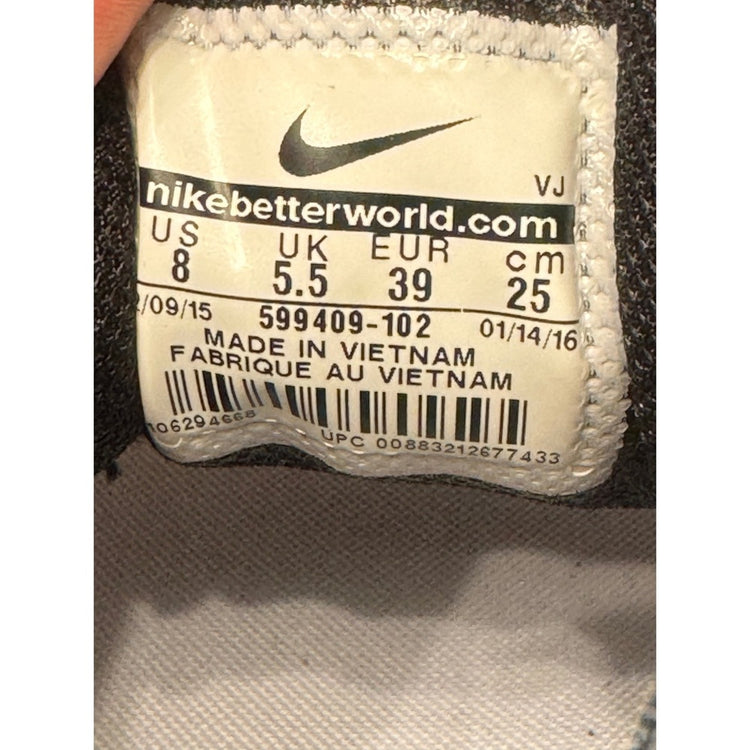 VJ
nikebetterworld.com
US UK EUR cm
8 5.5 39 25
/09/15 599409-102 01/14/16
MADE IN VIETNAM
FABRIQUE AU VIETNAM
106294668
UPC 00883212677433